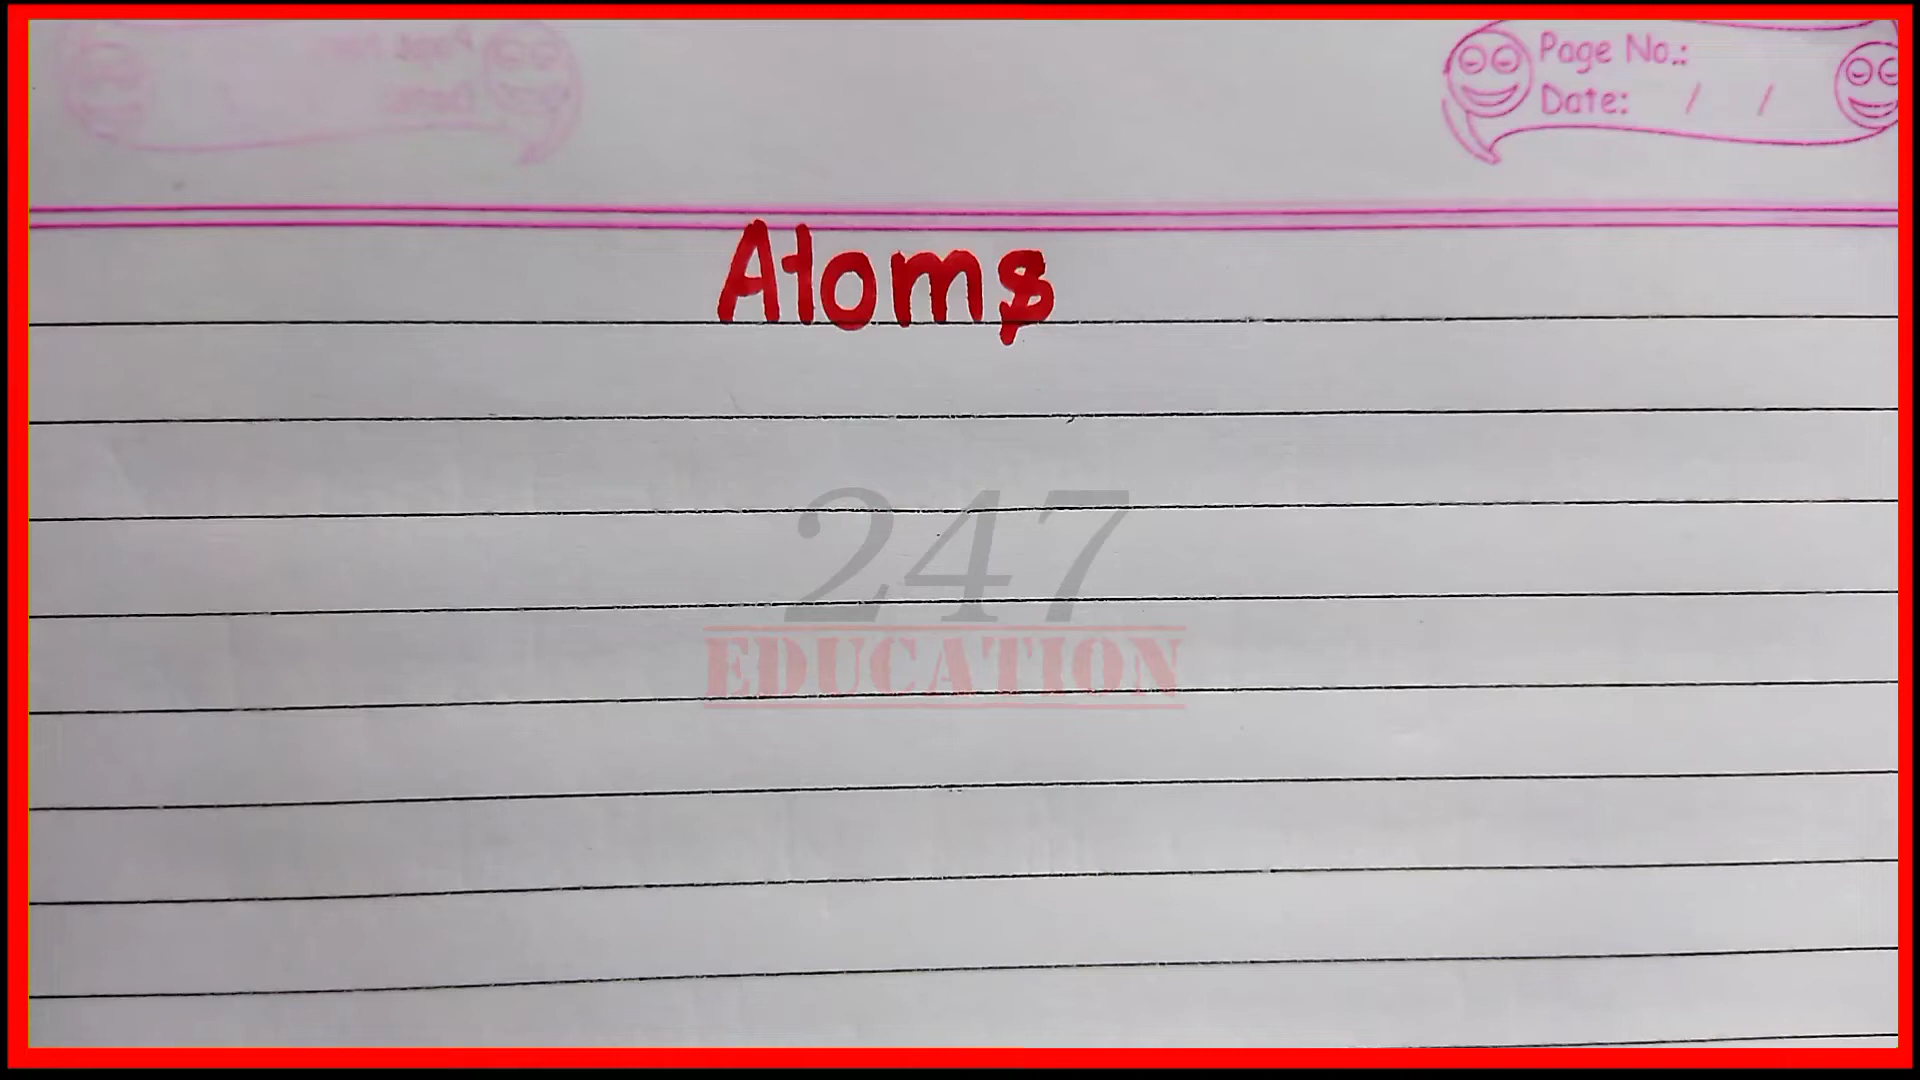 Page No.:
Date: / /
Atoms
247
EDUCATION